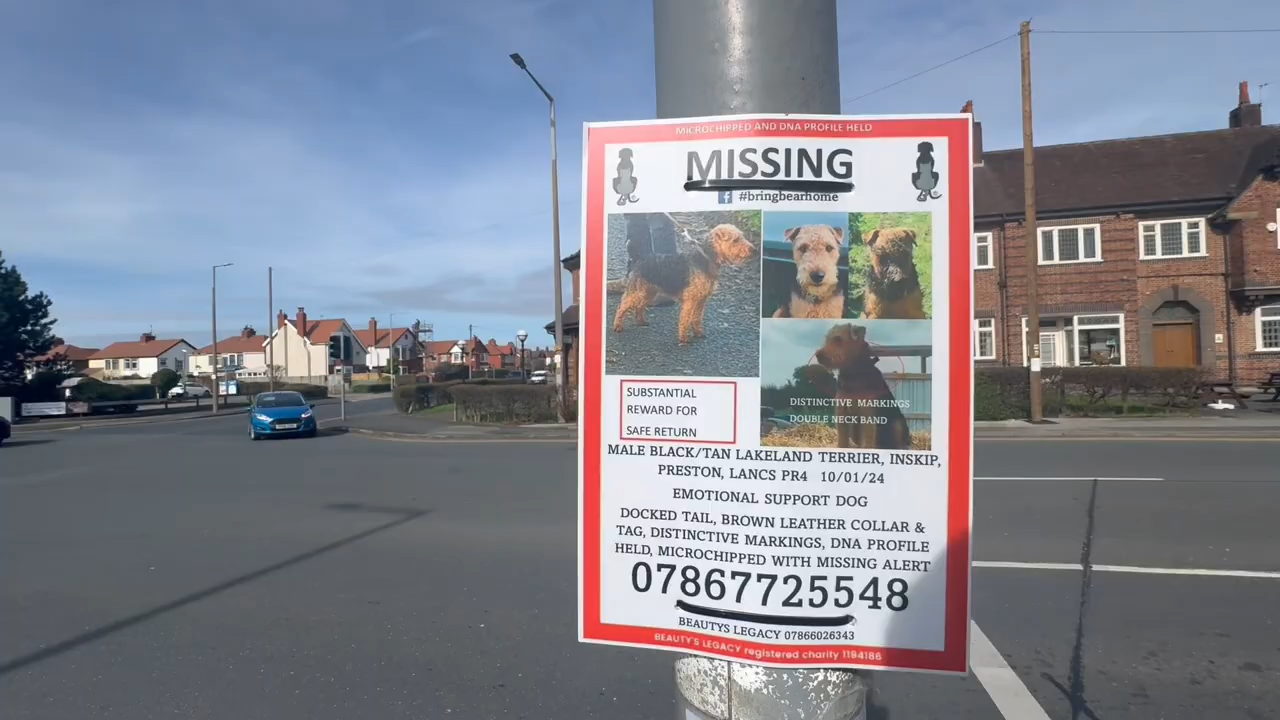 MICROCHIPPED AND DNA PROFILE HELD
MISSING
#bringbearhome
DISTINCTIVE MARKINGS
DOUBLE NECK BAND
SUBSTANTIAL
REWARD FOR
SAFE RETURN
MALE BLACK/TAN LAKELAND TERRIER, INSKIP,
PRESTON, LANCS PR4 10/01/24
EMOTIONAL SUPPORT DOG
DOCKED TAIL, BROWN LEATHER COLLAR &
TAG, DISTINCTIVE MARKINGS, DNA PROFILE
HELD, MICROCHIPPED WITH MISSING ALERT
07867725548
BEAUTYS LEGACY 07866026343
BEAUTY'S LEGACY registered charity 1194186